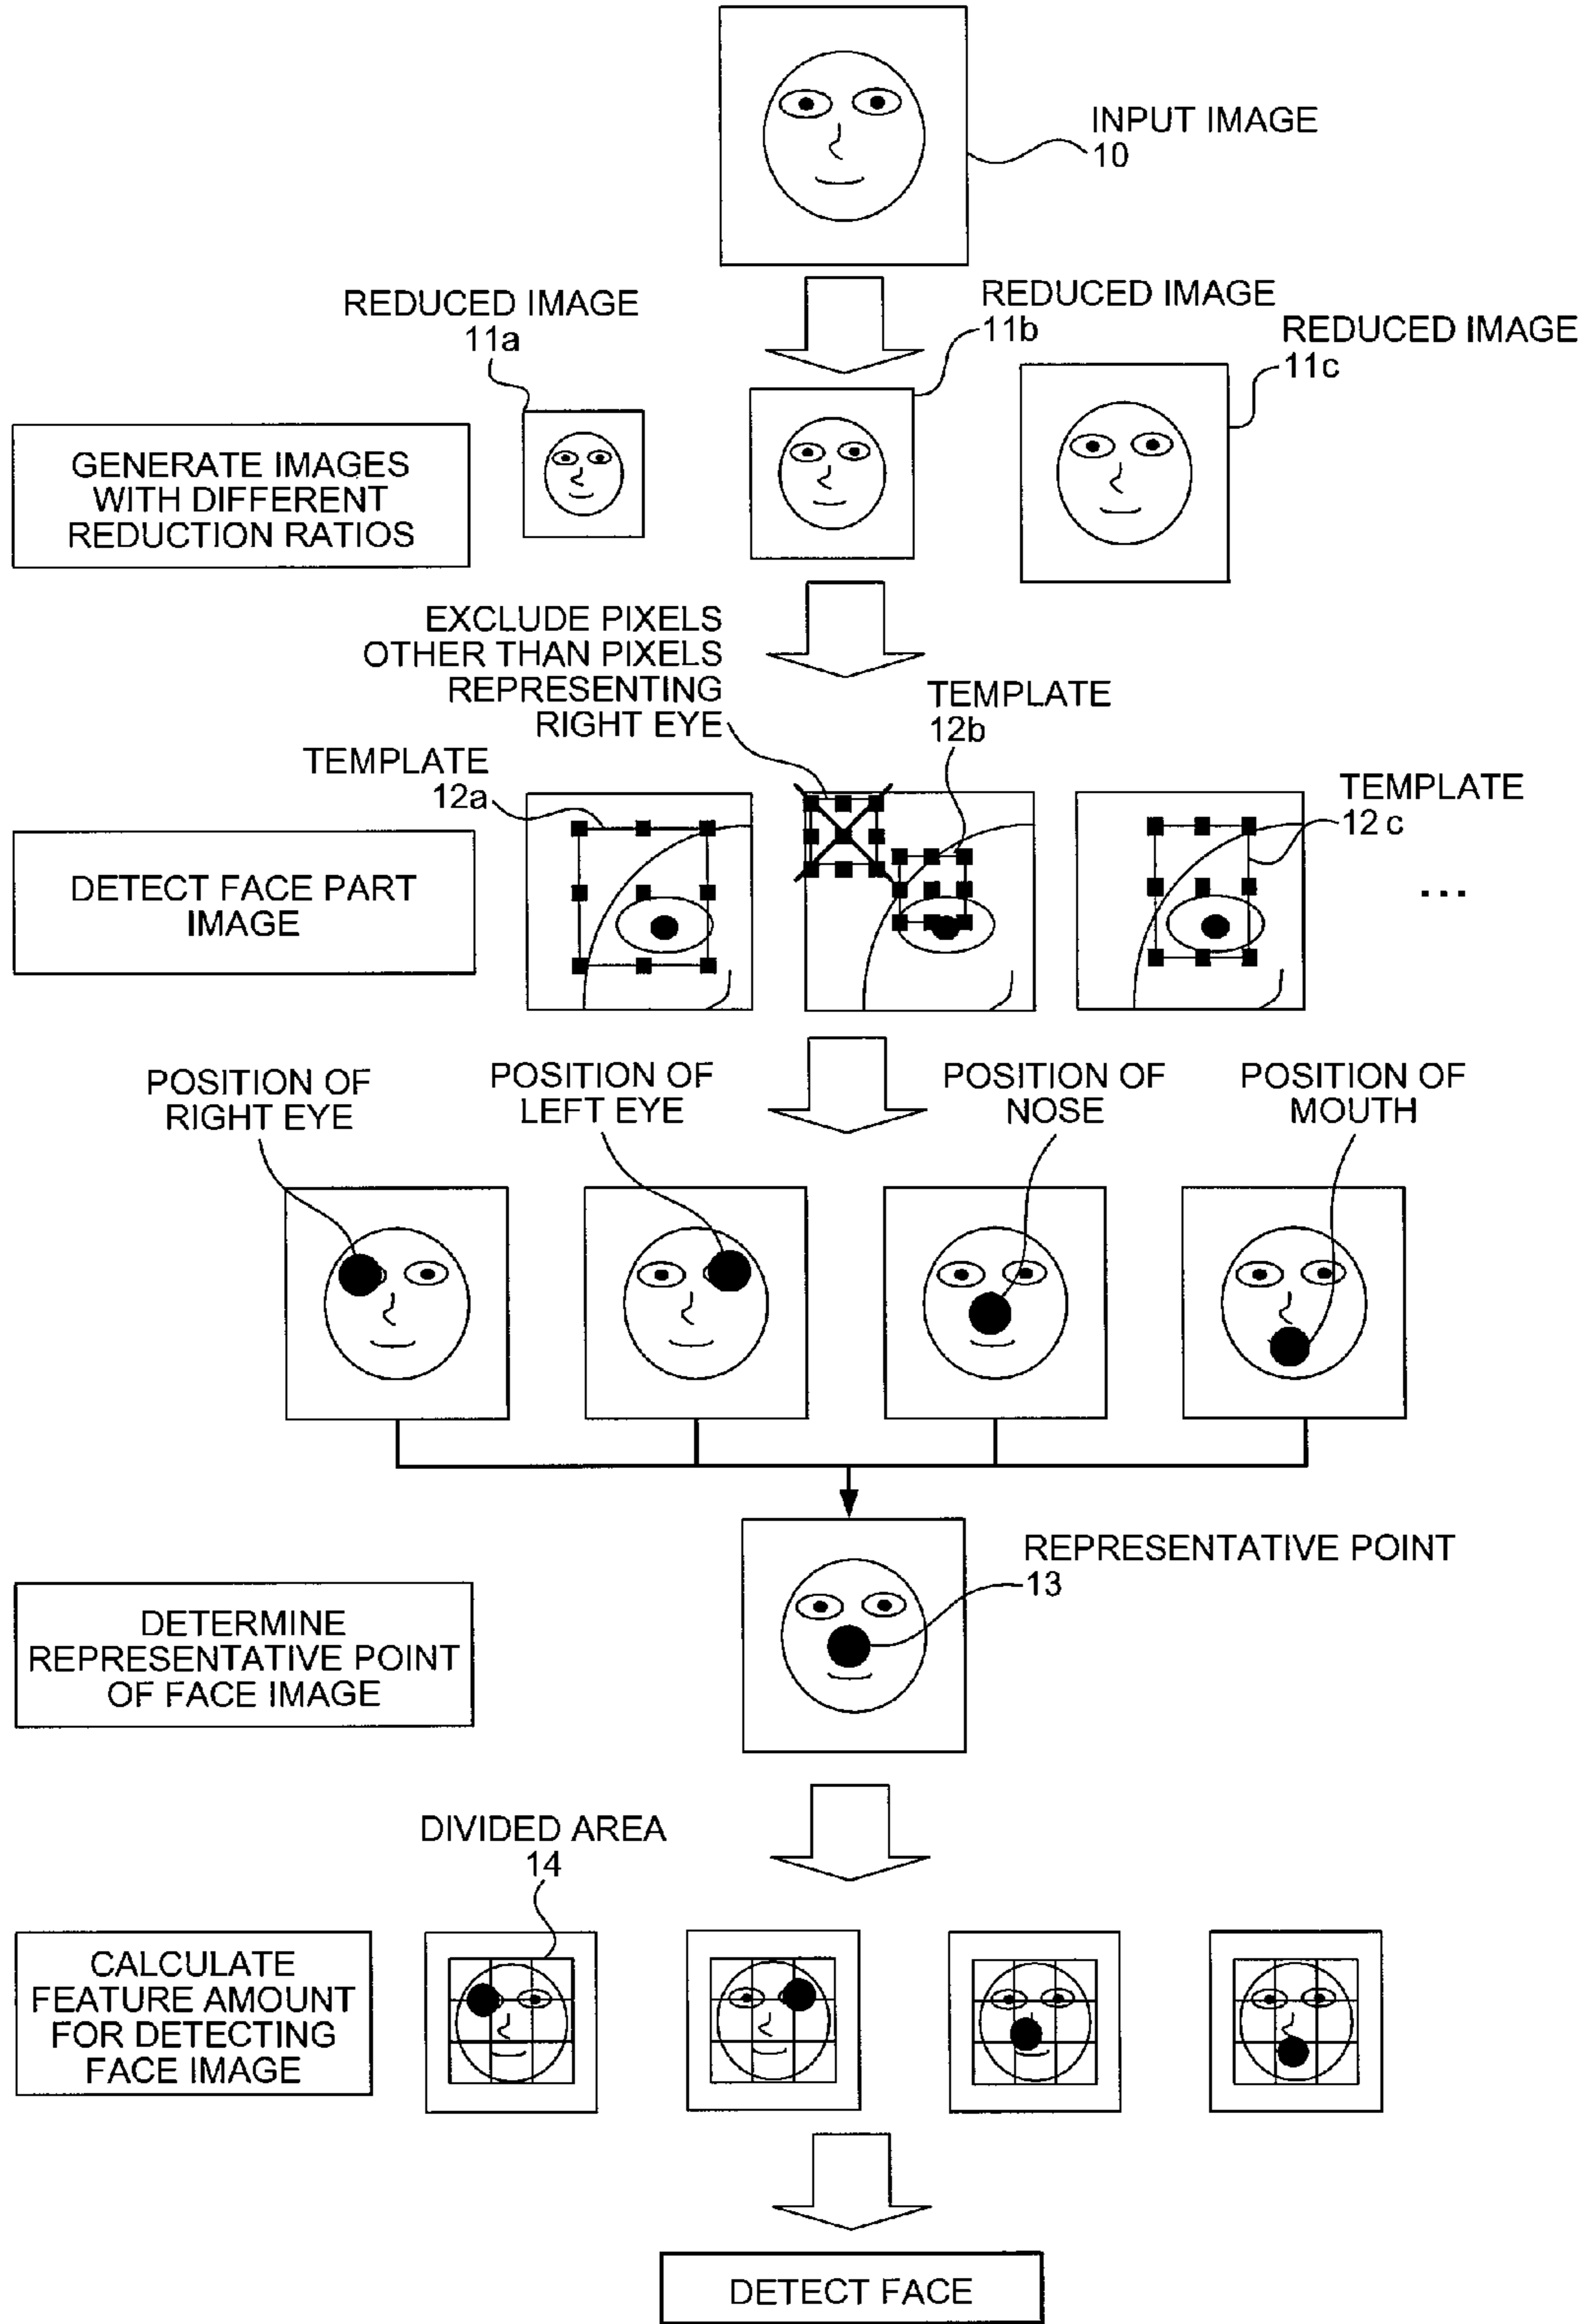 INPUT IMAGE
10
REDUCED IMAGE
11a
REDUCED IMAGE
11b
REDUCED IMAGE
11c
GENERATE IMAGES
WITH DIFFERENT
REDUCTION RATIOS
EXCLUDE PIXELS
OTHER THAN PIXELS
REPRESENTING
RIGHT EYE
TEMPLATE
12a
TEMPLATE
12b
TEMPLATE
12 c
DETECT FACE PART
IMAGE
...
POSITION OF
RIGHT EYE
POSITION OF
LEFT EYE
POSITION OF
NOSE
POSITION OF
MOUTH
REPRESENTATIVE POINT
13
DETERMINE
REPRESENTATIVE POINT
OF FACE IMAGE
DIVIDED AREA
14
CALCULATE
FEATURE AMOUNT
FOR DETECTING
FACE IMAGE
DETECT FACE